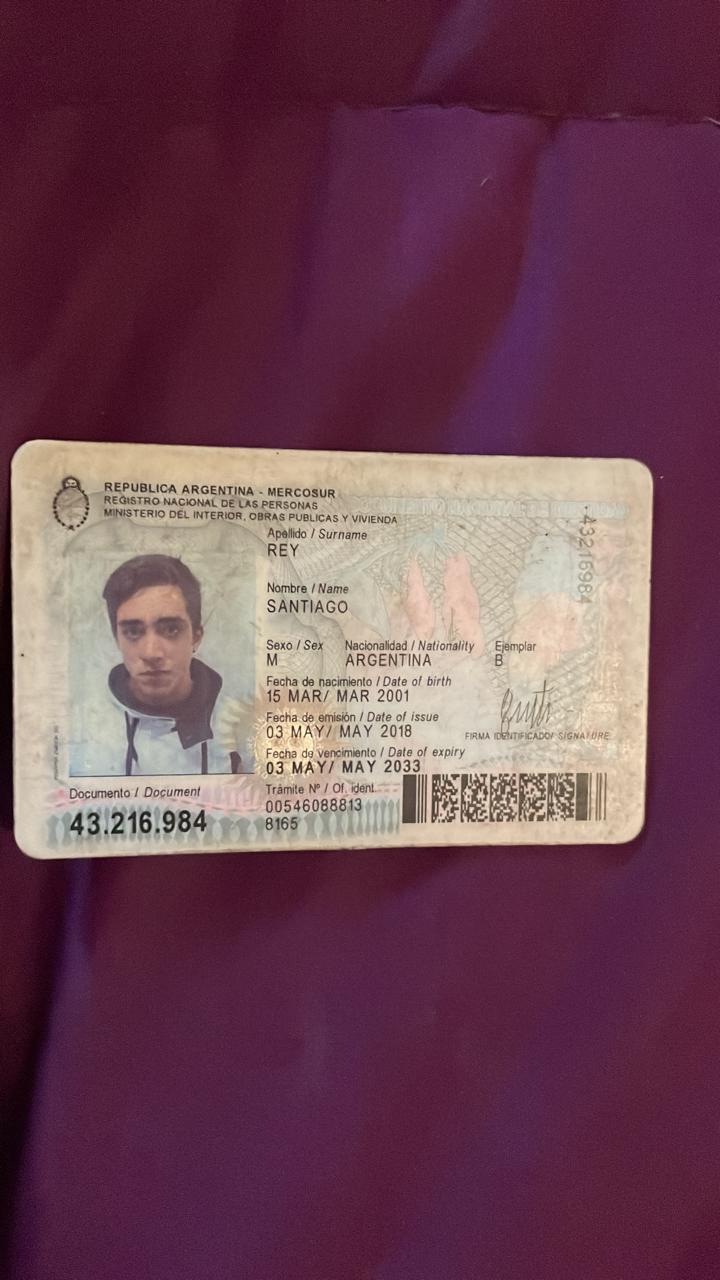 REPUBLICA ARGENTINA - MERCOSUR
REGISTRO NACIONAL DE LAS PERSONAS
MINISTERIO DEL INTERIOR, OBRAS PUBLICAS Y VIVIENDA
Apellido / Surname
REY
Nombre / Name
SANTIAGO
Sexo / Sex Nacionalidad / Nationality Ejemplar
M ARGENTINA B
Fecha de nacimiento / Date of birth
15 MAR/ MAR 2001
Fecha de emisión / Date of issue
03 MAY/ MAY 2018
FIRMA IDENTIFICADO/ SIGNATURE
Fecha de vencimiento / Date of expiry
03 MAY/ MAY 2033
Documento / Document
43.216.984
Trámite Nº / Of. ident.
00546088813
8165
43216984